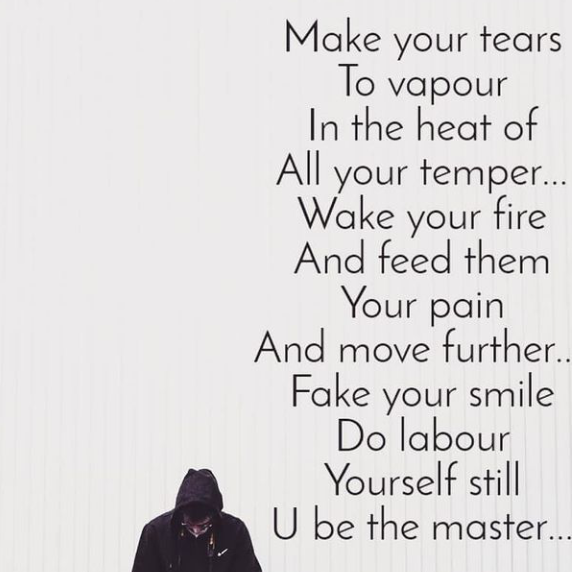 Make your tears
To vapour
In the heat of
All your temper...
Wake your fire
And feed them
Your pain
And move further..
Fake your smile
Do labour
Yourself still
U be the master...